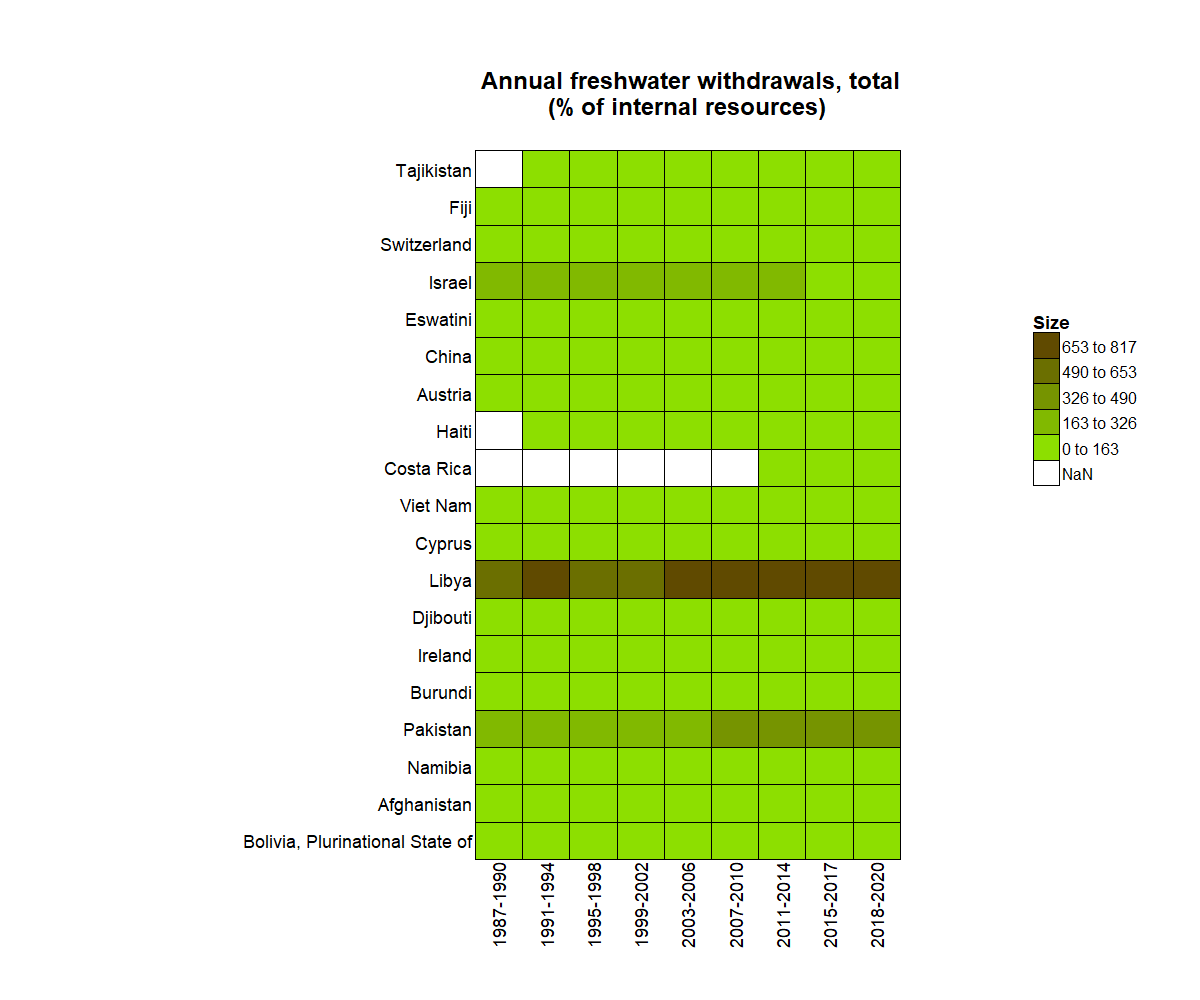 Annual freshwater withdrawals, total
(% of internal resources)
Tajikistan
Fiji
Switzerland
Israel
Eswatini
China
Austria
Haiti
Costa Rica
Viet Nam
Cyprus
Libya
Djibouti
Ireland
Burundi
Pakistan
Namibia
Afghanistan
Bolivia, Plurinational State of
1987-1990
1991-1994
1995-1998
1999-2002
2003-2006
2007-2010
2011-2014
2015-2017
2018-2020
Size
653 to 817
490 to 653
326 to 490
163 to 326
0 to 163
NaN